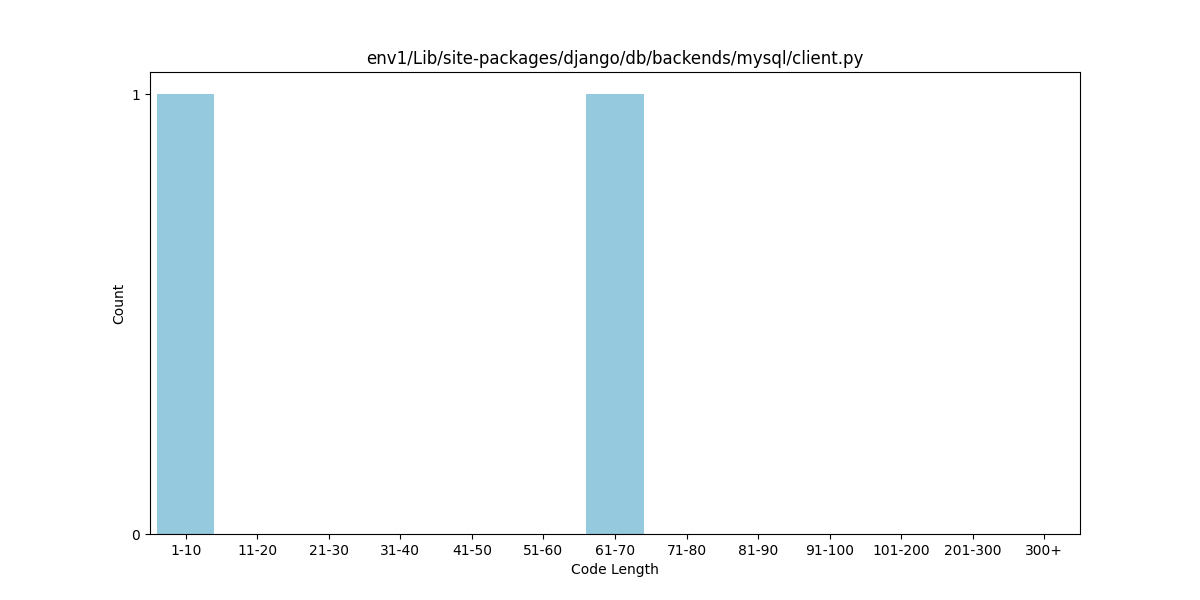 env1/Lib/site-packages/django/db/backends/mysql/client.py
1
Count
0
1-10 11-20 21-30 31-40 41-50 51-60 61-70 71-80 81-90 91-100 101-200 201-300 300+
Code Length